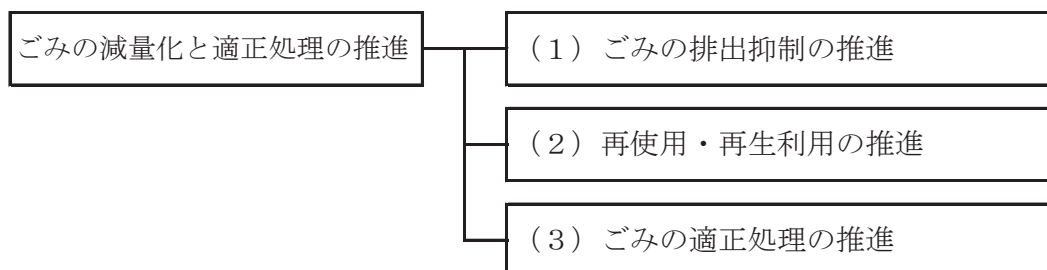 ごみの減量化と適正処理の推進
（１）ごみの排出抑制の推進
（２）再使用・再生利用の推進
（３）ごみの適正処理の推進